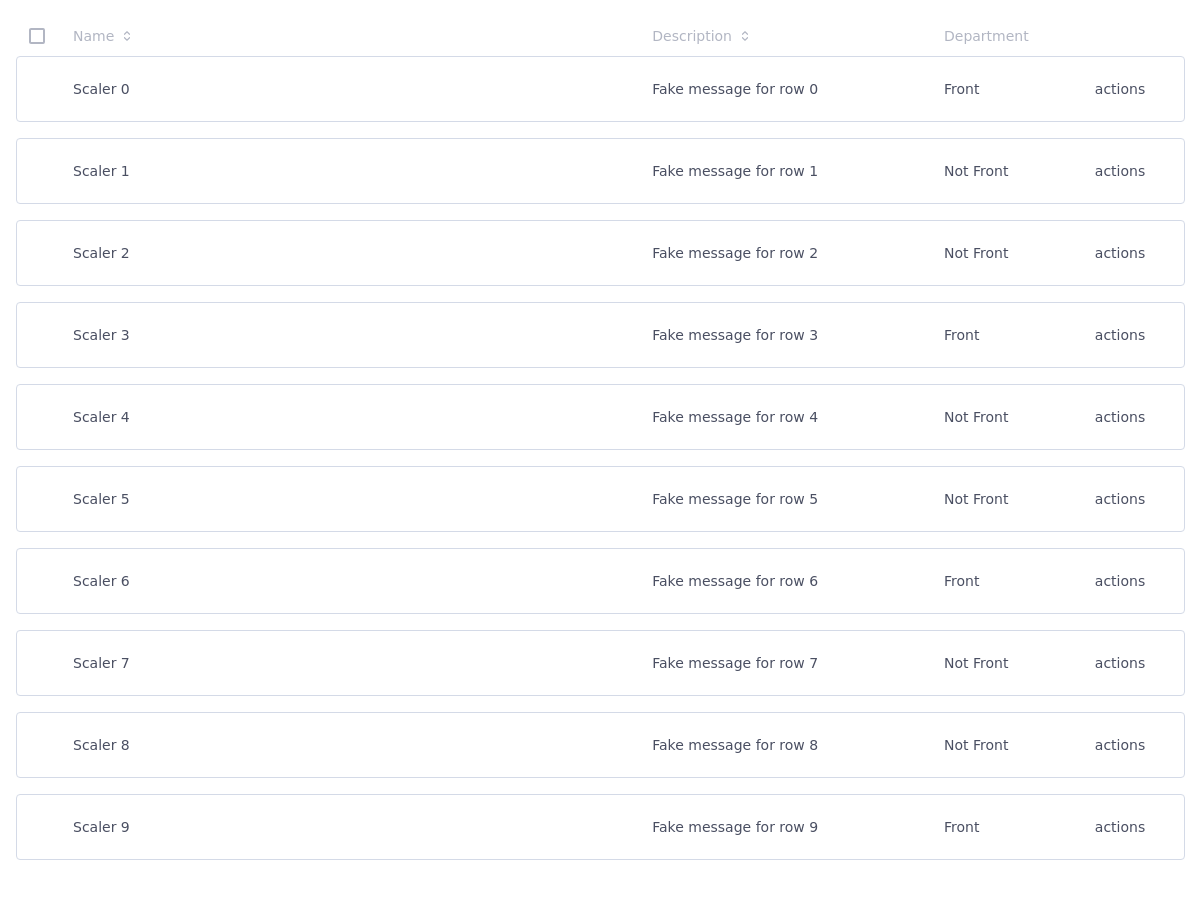 Name Description Department
Scaler 0 Fake message for row 0 Front actions
Scaler 1 Fake message for row 1 Not Front actions
Scaler 2 Fake message for row 2 Not Front actions
Scaler 3 Fake message for row 3 Front actions
Scaler 4 Fake message for row 4 Not Front actions
Scaler 5 Fake message for row 5 Not Front actions
Scaler 6 Fake message for row 6 Front actions
Scaler 7 Fake message for row 7 Not Front actions
Scaler 8 Fake message for row 8 Not Front actions
Scaler 9 Fake message for row 9 Front actions